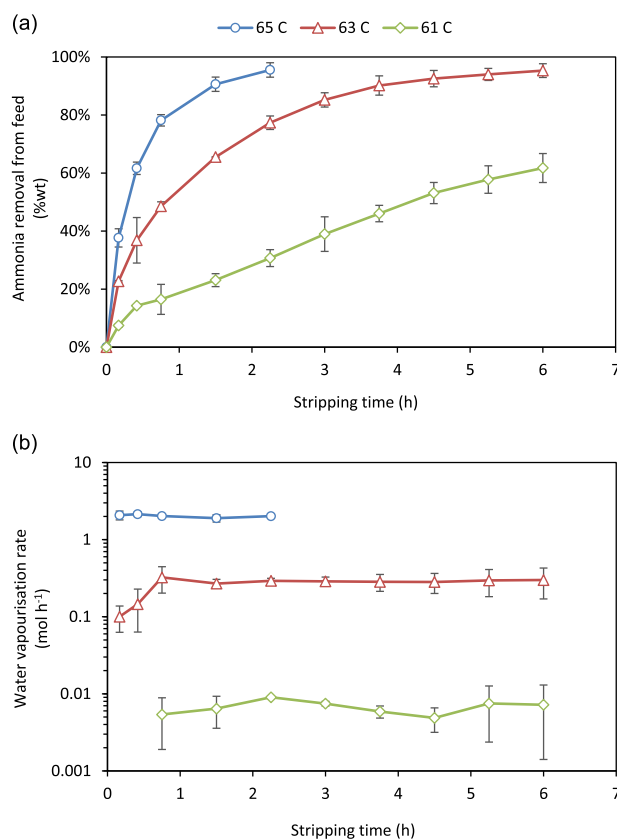 (a)
65 C 63 C 61 C
100%
80%
60%
40%
20%
0%
Ammonia removal from feed
(%wt)
0 1 2 3 4 5 6 7
Stripping time (h)
(b)
10
1
0.1
0.01
0.001
Water vapourisation rate
(mol h⁻¹)
0 1 2 3 4 5 6 7
Stripping time (h)